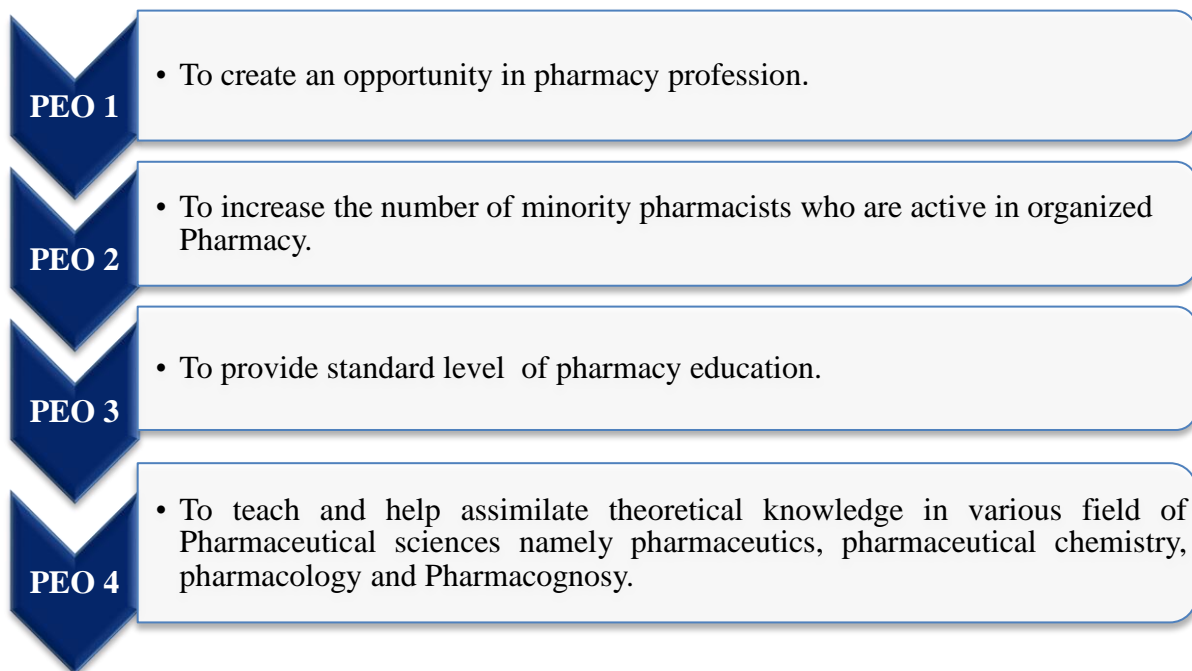 PEO 1
• To create an opportunity in pharmacy profession.
PEO 2
• To increase the number of minority pharmacists who are active in organized
Pharmacy.
PEO 3
• To provide standard level of pharmacy education.
PEO 4
• To teach and help assimilate theoretical knowledge in various field of
Pharmaceutical sciences namely pharmaceutics, pharmaceutical chemistry,
pharmacology and Pharmacognosy.